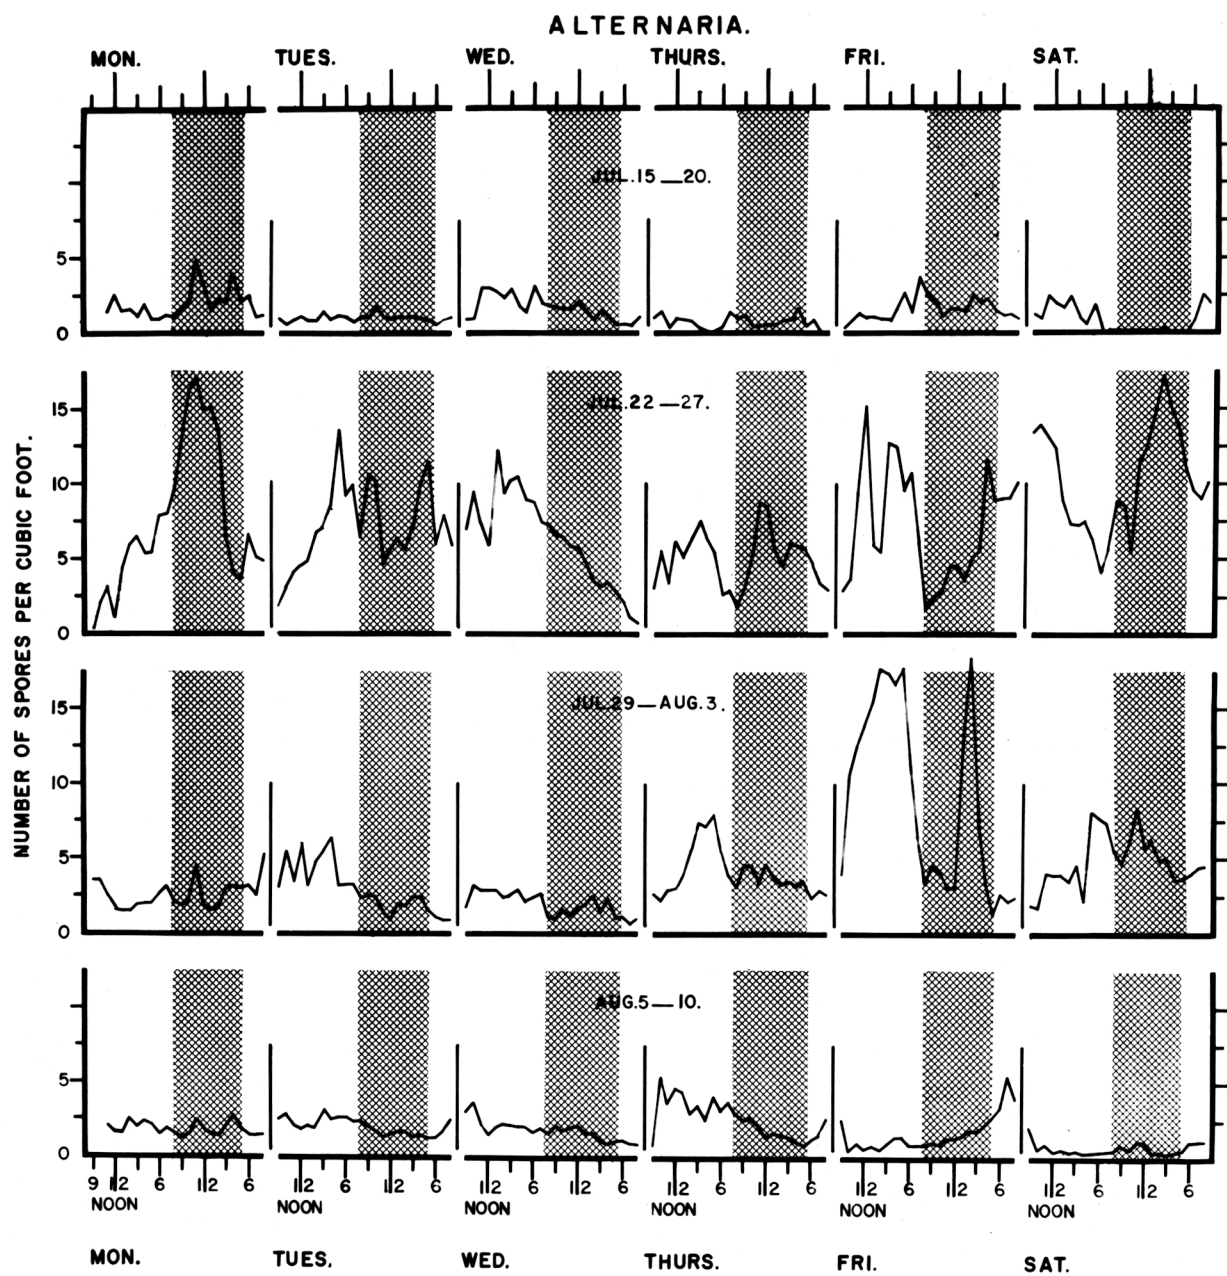 ALTERNARIA.
MON. TUES. WED. THURS. FRI. SAT.
JUL.15—20.
5
0
JUL.22—27.
15
10
5
0
NUMBER OF SPORES PER CUBIC FOOT.
JUL.29—AUG.3.
15
10
5
0
AUG.5—10.
5
0
9 12 6 12 6 12 6 12 6 12 6 12 6 12 6 12 6 12 6 12 6 12 6 12 6
NOON NOON NOON NOON NOON NOON
MON. TUES. WED. THURS. FRI. SAT.